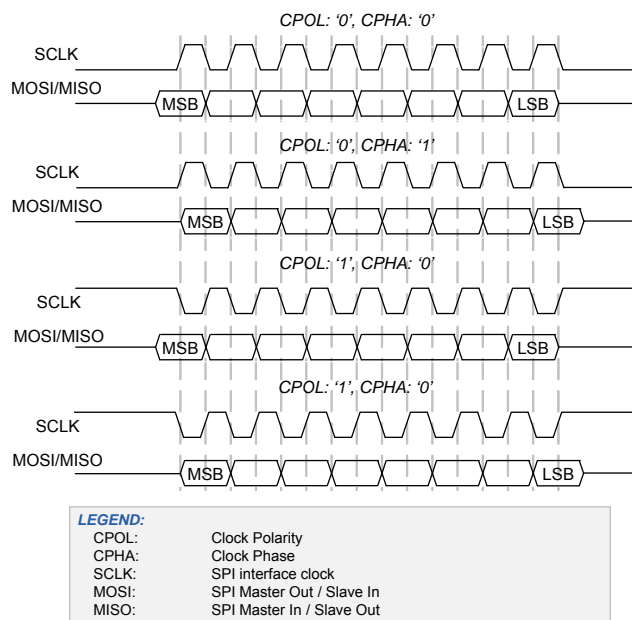 CPOL: ‘0’, CPHA: ‘0’
SCLK
MOSI/MISO
MSB LSB
CPOL: ‘0’, CPHA: ‘1’
SCLK
MOSI/MISO
MSB LSB
CPOL: ‘1’, CPHA: ‘0’
SCLK
MOSI/MISO
MSB LSB
CPOL: ‘1’, CPHA: ‘0’
SCLK
MOSI/MISO
MSB LSB
LEGEND:
CPOL: Clock Polarity
CPHA: Clock Phase
SCLK: SPI interface clock
MOSI: SPI Master Out / Slave In
MISO: SPI Master In / Slave Out